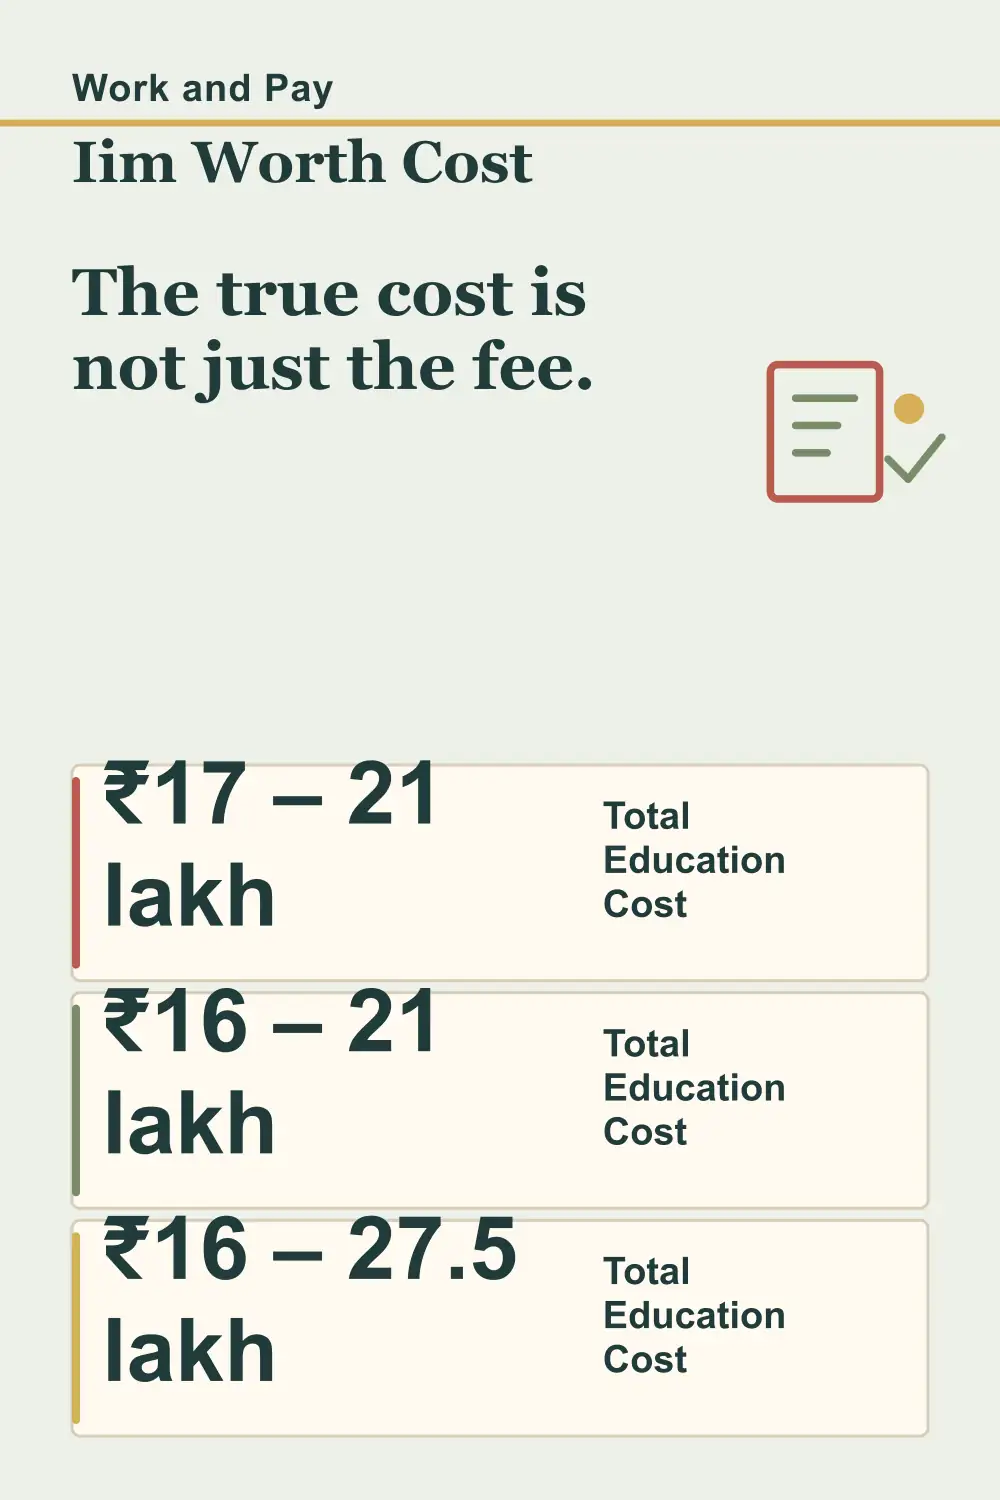 Work and Pay
Iim Worth Cost
The true cost is
not just the fee.
₹17 – 21
lakh
Total
Education
Cost
₹16 – 21
lakh
Total
Education
Cost
₹16 – 27.5
lakh
Total
Education
Cost